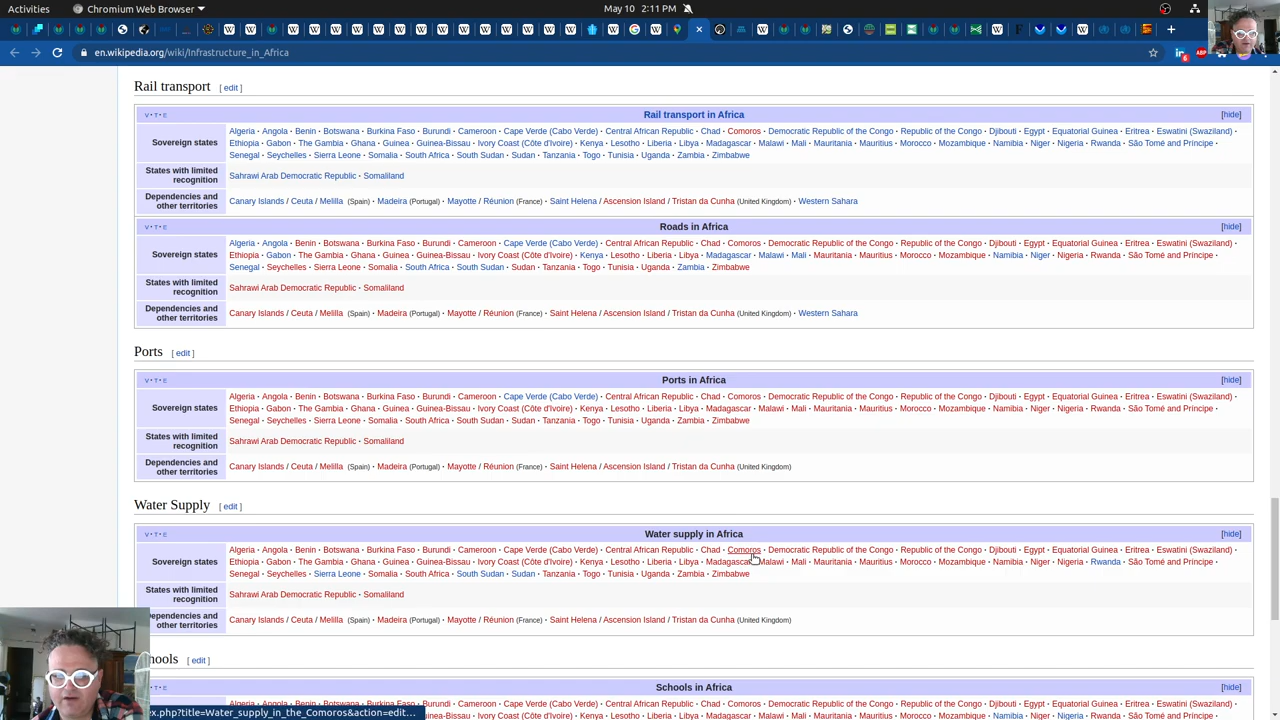 Activities
Chromium Web Browser
May 10 2:11 PM
en.wikipedia.org/wiki/Infrastructure_in_Africa
6
ABP
Rail transport [ edit ]
V · T · E Rail transport in Africa [hide]
Sovereign states
Algeria · Angola · Benin · Botswana · Burkina Faso · Burundi · Cameroon · Cape Verde (Cabo Verde) · Central African Republic · Chad · Comoros · Democratic Republic of the Congo · Republic of the Congo · Djibouti · Egypt · Equatorial Guinea · Eritrea · Eswatini (Swaziland) ·
Ethiopia · Gabon · The Gambia · Ghana · Guinea · Guinea-Bissau · Ivory Coast (Côte d'Ivoire) · Kenya · Lesotho · Liberia · Libya · Madagascar · Malawi · Mali · Mauritania · Mauritius · Morocco · Mozambique · Namibia · Niger · Nigeria · Rwanda · São Tomé and Príncipe ·
Senegal · Seychelles · Sierra Leone · Somalia · South Africa · South Sudan · Sudan · Tanzania · Togo · Tunisia · Uganda · Zambia · Zimbabwe
States with limited
recognition
Sahrawi Arab Democratic Republic · Somaliland
Dependencies and
other territories
Canary Islands / Ceuta / Melilla (Spain) · Madeira (Portugal) · Mayotte / Réunion (France) · Saint Helena / Ascension Island / Tristan da Cunha (United Kingdom) · Western Sahara
Roads in Africa
Sovereign states
Algeria · Angola · Benin · Botswana · Burkina Faso · Burundi · Cameroon · Cape Verde (Cabo Verde) · Central African Republic · Chad · Comoros · Democratic Republic of the Congo · Republic of the Congo · Djibouti · Egypt · Equatorial Guinea · Eritrea · Eswatini (Swaziland) ·
Ethiopia · Gabon · The Gambia · Ghana · Guinea · Guinea-Bissau · Ivory Coast (Côte d'Ivoire) · Kenya · Lesotho · Liberia · Libya · Madagascar · Malawi · Mali · Mauritania · Mauritius · Morocco · Mozambique · Namibia · Niger · Nigeria · Rwanda · São Tomé and Príncipe ·
Senegal · Seychelles · Sierra Leone · Somalia · South Africa · South Sudan · Sudan · Tanzania · Togo · Tunisia · Uganda · Zambia · Zimbabwe
States with limited
recognition
Sahrawi Arab Democratic Republic · Somaliland
Dependencies and
other territories
Canary Islands / Ceuta / Melilla (Spain) · Madeira (Portugal) · Mayotte / Réunion (France) · Saint Helena / Ascension Island / Tristan da Cunha (United Kingdom) · Western Sahara
Ports [ edit ]
V · T · E Ports in Africa [hide]
Sovereign states
Algeria · Angola · Benin · Botswana · Burkina Faso · Burundi · Cameroon · Cape Verde (Cabo Verde) · Central African Republic · Chad · Comoros · Democratic Republic of the Congo · Republic of the Congo · Djibouti · Egypt · Equatorial Guinea · Eritrea · Eswatini (Swaziland) ·
Ethiopia · Gabon · The Gambia · Ghana · Guinea · Guinea-Bissau · Ivory Coast (Côte d'Ivoire) · Kenya · Lesotho · Liberia · Libya · Madagascar · Malawi · Mali · Mauritania · Mauritius · Morocco · Mozambique · Namibia · Niger · Nigeria · Rwanda · São Tomé and Príncipe ·
Senegal · Seychelles · Sierra Leone · Somalia · South Africa · South Sudan · Sudan · Tanzania · Togo · Tunisia · Uganda · Zambia · Zimbabwe
States with limited
recognition
Sahrawi Arab Democratic Republic · Somaliland
Dependencies and
other territories
Canary Islands / Ceuta / Melilla (Spain) · Madeira (Portugal) · Mayotte / Réunion (France) · Saint Helena / Ascension Island / Tristan da Cunha (United Kingdom)
Water Supply [ edit ]
V · T · E Water supply in Africa [hide]
Sovereign states
Algeria · Angola · Benin · Botswana · Burkina Faso · Burundi · Cameroon · Cape Verde (Cabo Verde) · Central African Republic · Chad · Comoros · Democratic Republic of the Congo · Republic of the Congo · Djibouti · Egypt · Equatorial Guinea · Eritrea · Eswatini (Swaziland) ·
Ethiopia · Gabon · The Gambia · Ghana · Guinea · Guinea-Bissau · Ivory Coast (Côte d'Ivoire) · Kenya · Lesotho · Liberia · Libya · Madagascar · Malawi · Mali · Mauritania · Mauritius · Morocco · Mozambique · Namibia · Niger · Nigeria · Rwanda · São Tomé and Príncipe ·
Senegal · Seychelles · Sierra Leone · Somalia · South Africa · South Sudan · Sudan · Tanzania · Togo · Tunisia · Uganda · Zambia · Zimbabwe
States with limited
recognition
Sahrawi Arab Democratic Republic · Somaliland
ependencies and
other territories
Canary Islands / Ceuta / Melilla (Spain) · Madeira (Portugal) · Mayotte / Réunion (France) · Saint Helena / Ascension Island / Tristan da Cunha (United Kingdom)
hools [ edit ]
· T · E Schools in Africa [hide]
ex.php?title=Water_supply_in_the_Comoros&action=edit...